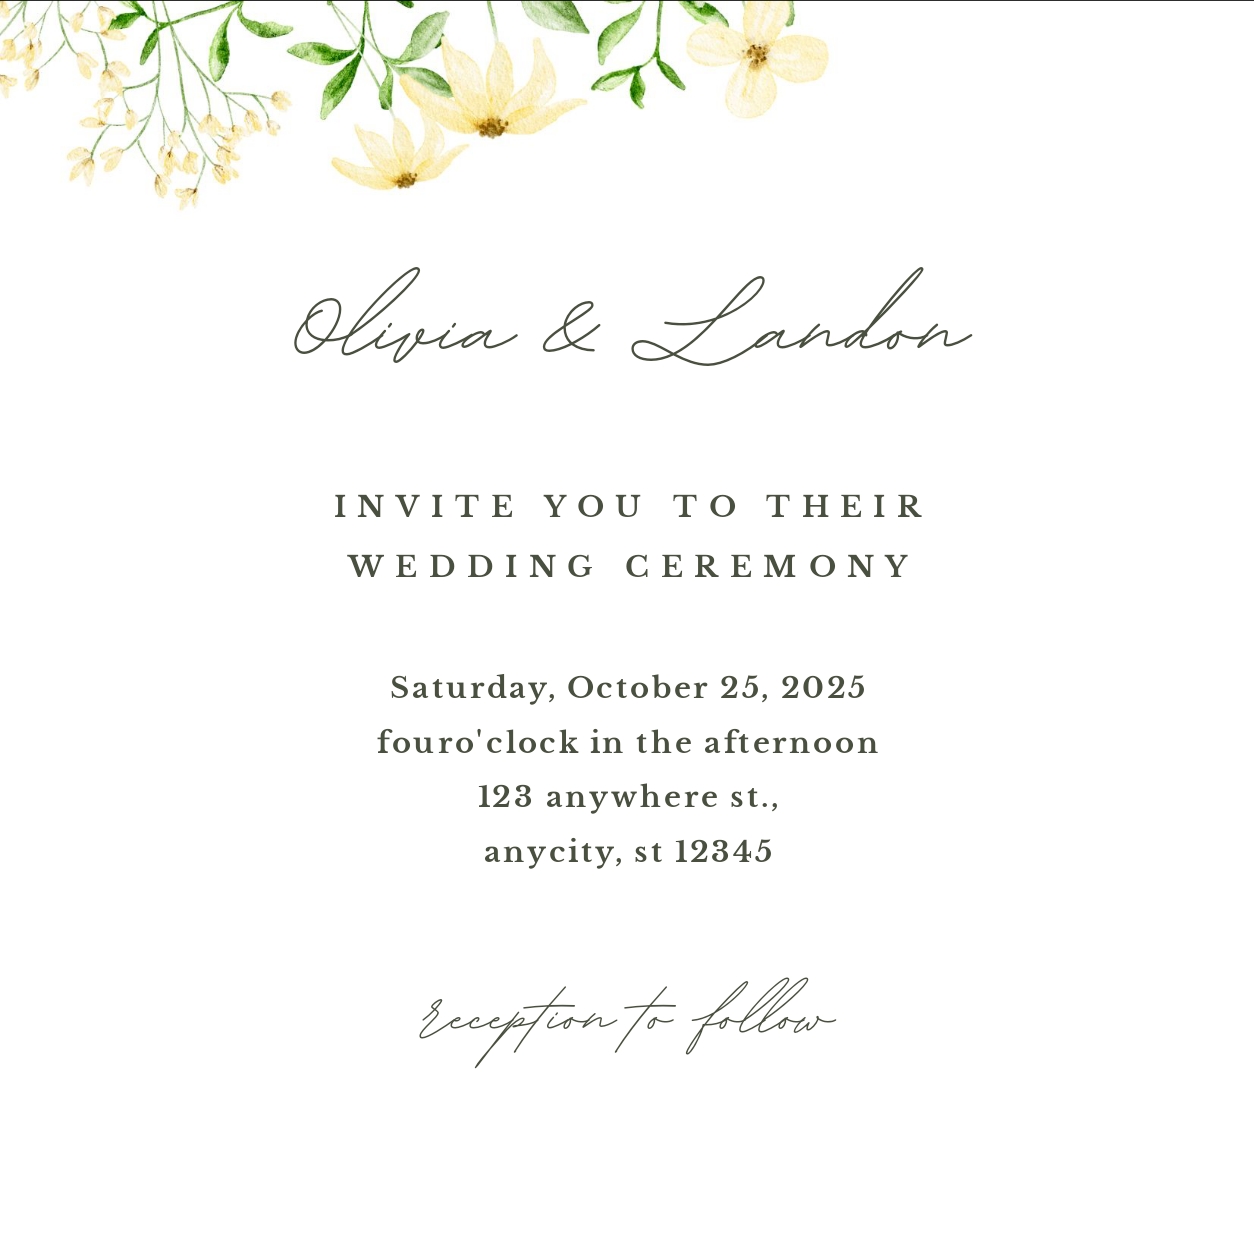 Olivia & Landon
INVITE YOU TO THEIR
WEDDING CEREMONY
Saturday, October 25, 2025
fouro'clock in the afternoon
123 anywhere st.,
anycity, st 12345
reception to follow